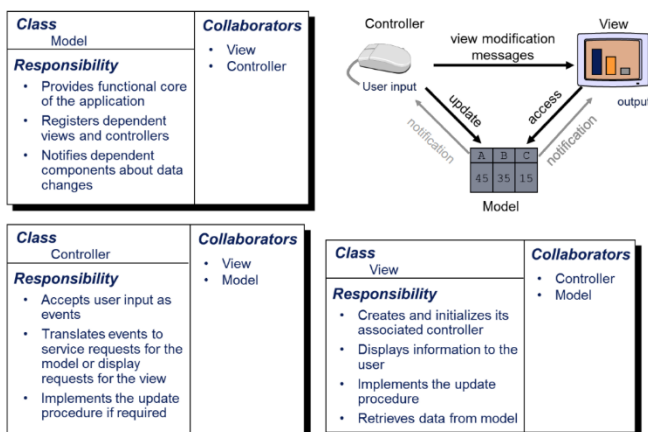 Class
Model
Collaborators
• View
• Controller
Responsibility
• Provides functional core
of the application
• Registers dependent
views and controllers
• Notifies dependent
components about data
changes
Controller
View
view modification
messages
User input
output
update
access
notification
notification
A B C
45 35 15
Model
Class
Controller
Collaborators
• View
• Model
Responsibility
• Accepts user input as
events
• Translates events to
service requests for the
model or display
requests for the view
• Implements the update
procedure if required
Class
View
Collaborators
• Controller
• Model
Responsibility
• Creates and initializes its
associated controller
• Displays information to the
user
• Implements the update
procedure
• Retrieves data from model